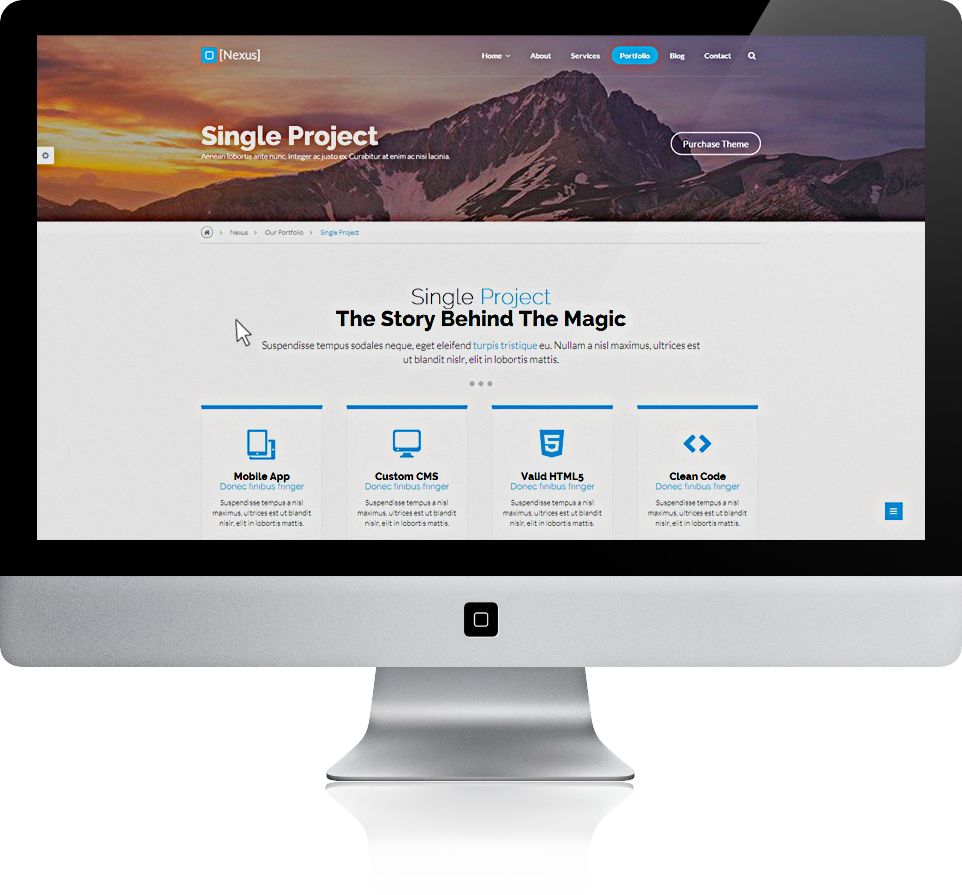 [Nexus]
Home About Services Portfolio Blog Contact
Single Project
Aenean lobortis ante nunc. Integer ac justo ex. Curabitur at enim ac nisi lacinia.
Purchase Theme
Nexus > Our Portfolio > Single Project
Single Project
The Story Behind The Magic
Suspendisse tempus sodales neque, eget eleifend turpis tristique eu. Nullam a nisl maximus, ultrices est
ut blandit nislr, elit in lobortis mattis.
Mobile App
Donec finibus fringer
Suspendisse tempus a nisl
maximus, ultrices est ut blandit
nislr, elit in lobortis mattis.
Custom CMS
Donec finibus fringer
Suspendisse tempus a nisl
maximus, ultrices est ut blandit
nislr, elit in lobortis mattis.
Valid HTML5
Donec finibus fringer
Suspendisse tempus a nisl
maximus, ultrices est ut blandit
nislr, elit in lobortis mattis.
Clean Code
Donec finibus fringer
Suspendisse tempus a nisl
maximus, ultrices est ut blandit
nislr, elit in lobortis mattis.